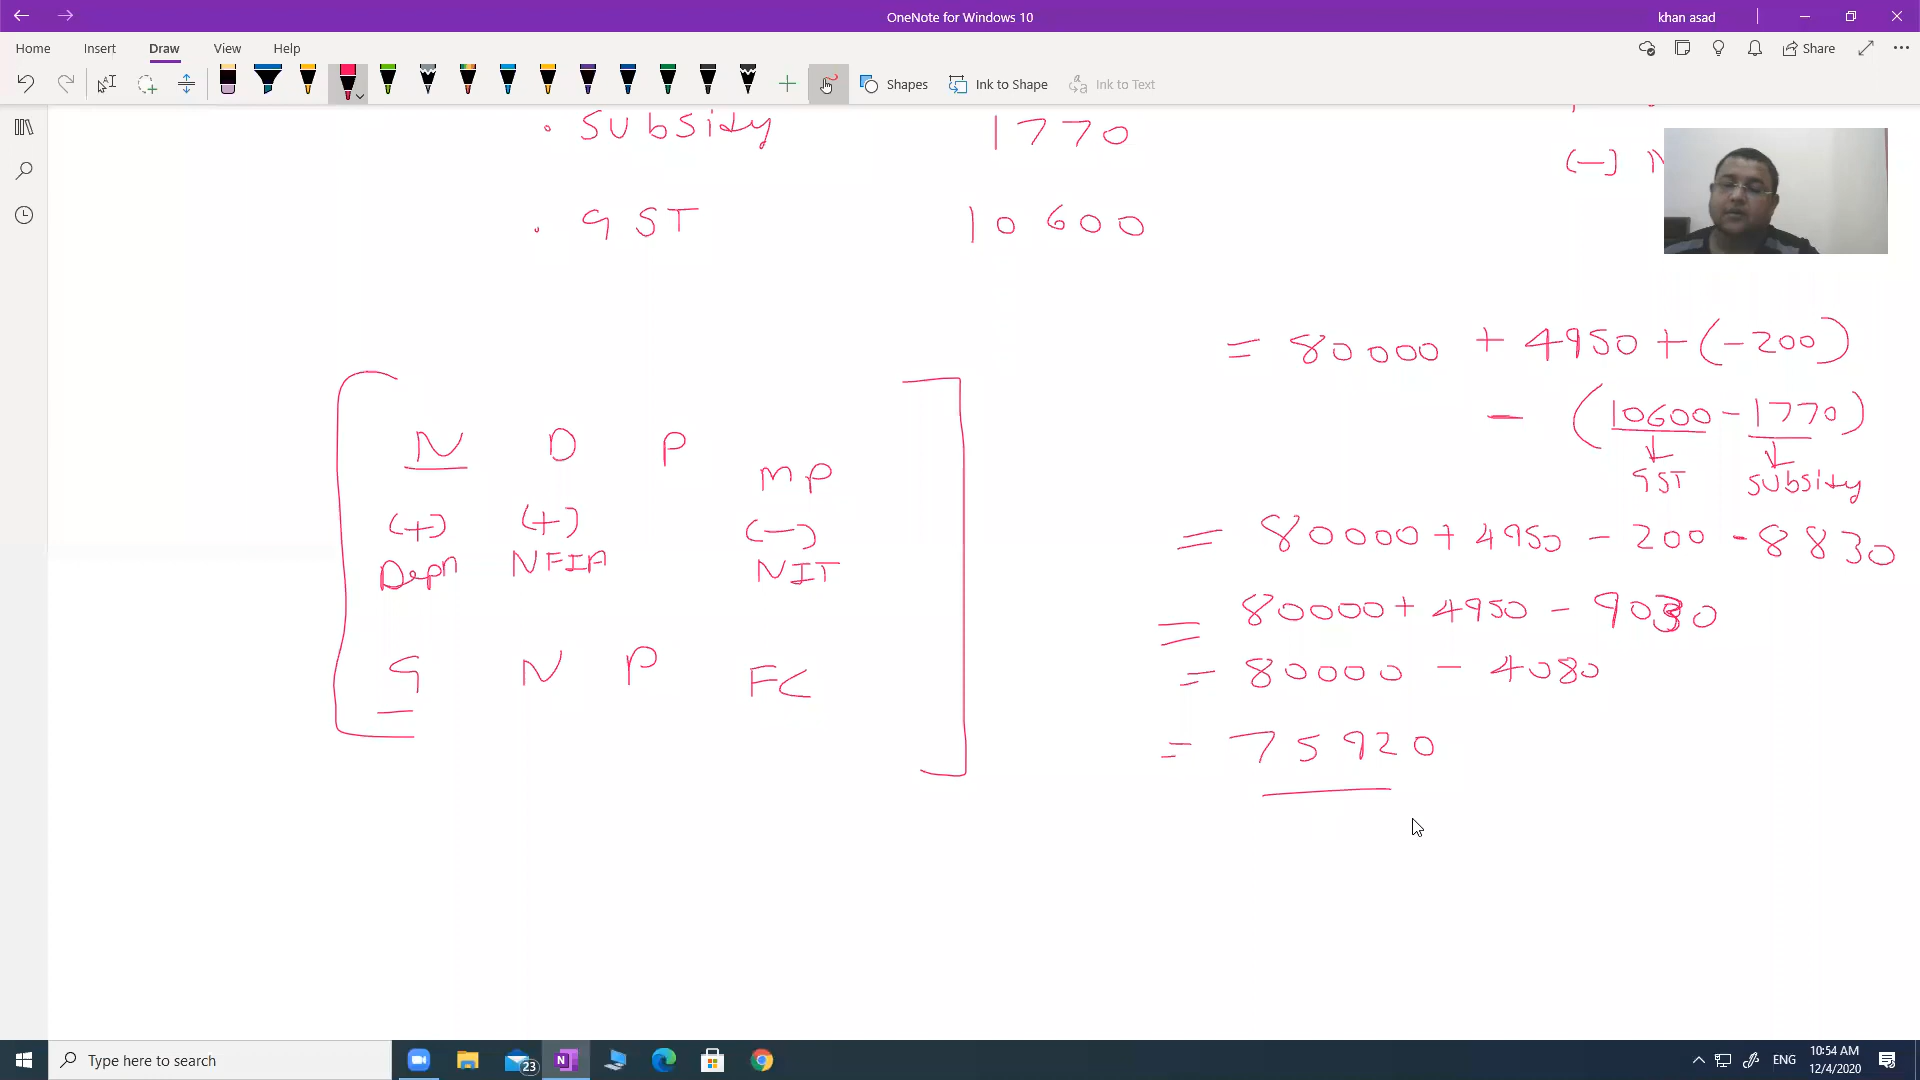 OneNote for Windows 10
khan asad
Home Insert Draw View Help
Share
Shapes Ink to Shape Ink to Text
• Subsidy 1770
(-)
• GST 10600
= 80000 + 4950 + (-200)
- (10600 - 1770)
GST Subsidy
N D P MP
(+) (+) (-)
Depn NFIA NIT
G N P FC
= 80000 + 4950 - 200 - 8830
= 80000 + 4950 - 9030
= 80000 - 4080
= 75920
Type here to search
23
ENG
10:54 AM
12/4/2020